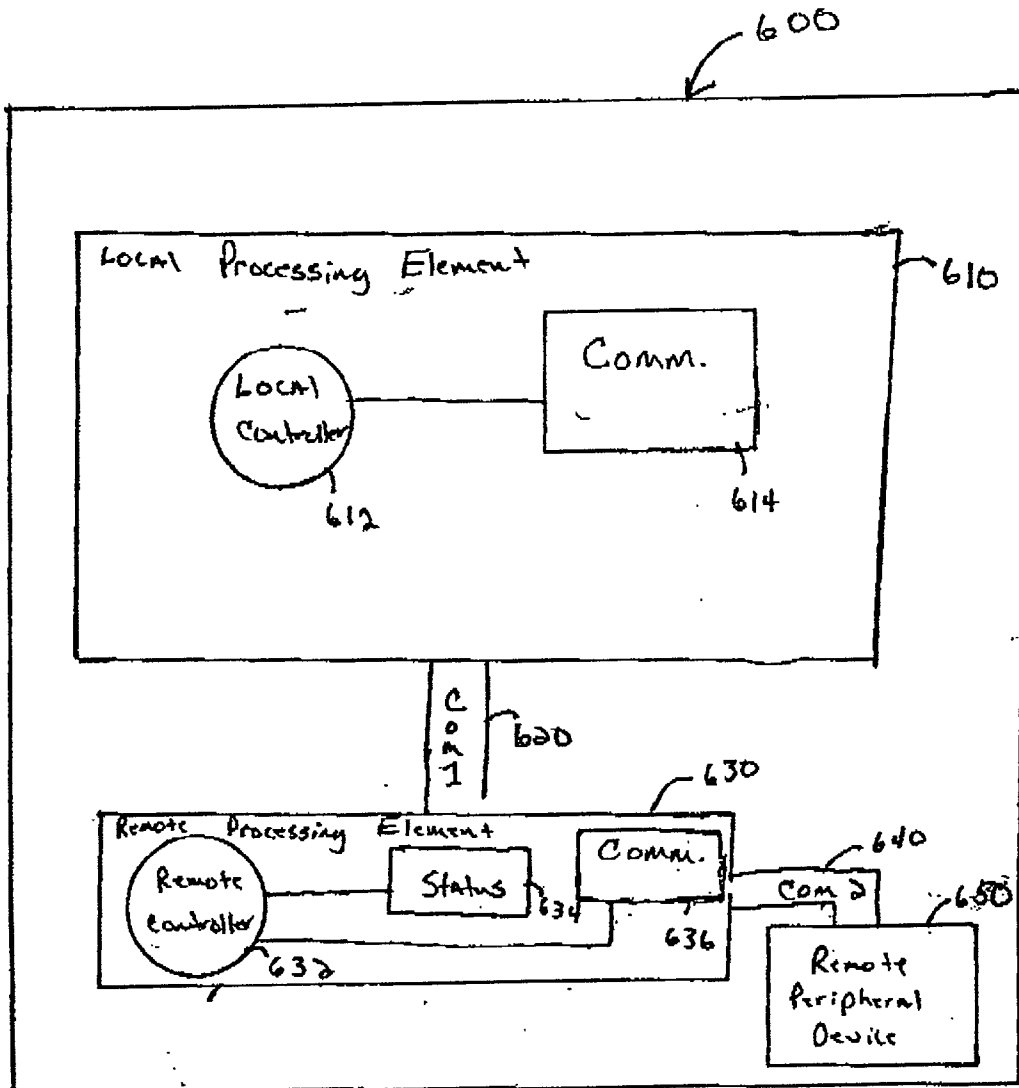 600
Local Processing Element
610
Local
Controller
612
Comm.
614
Com1
620
630
Remote Processing Element
Remote
Controller
632
Status
634
Comm.
636
640
Com 2
650
Remote
Peripheral
Device